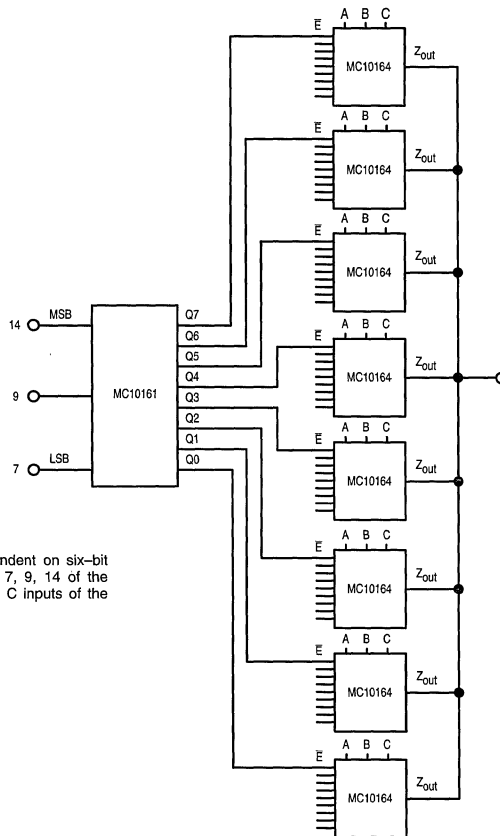 A B C
E̅
MC10164
Zout
A B C
E̅
MC10164
Zout
A B C
E̅
MC10164
Zout
14 MSB
9
7 LSB
MC10161
Q7
Q6
Q5
Q4
Q3
Q2
Q1
Q0
A B C
E̅
MC10164
Zout
A B C
E̅
MC10164
Zout
A B C
E̅
MC10164
Zout
A B C
E̅
MC10164
Zout
A B C
E̅
MC10164
Zout
ndent on six–bit
7, 9, 14 of the
C inputs of the